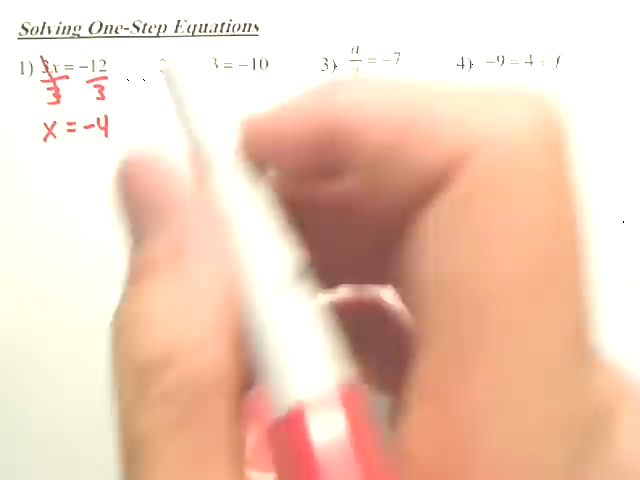 Solving One-Step Equations
1) 3x = -12 3 = -10 3) = -7 4) -9 = 4 f
3 3
x = -4